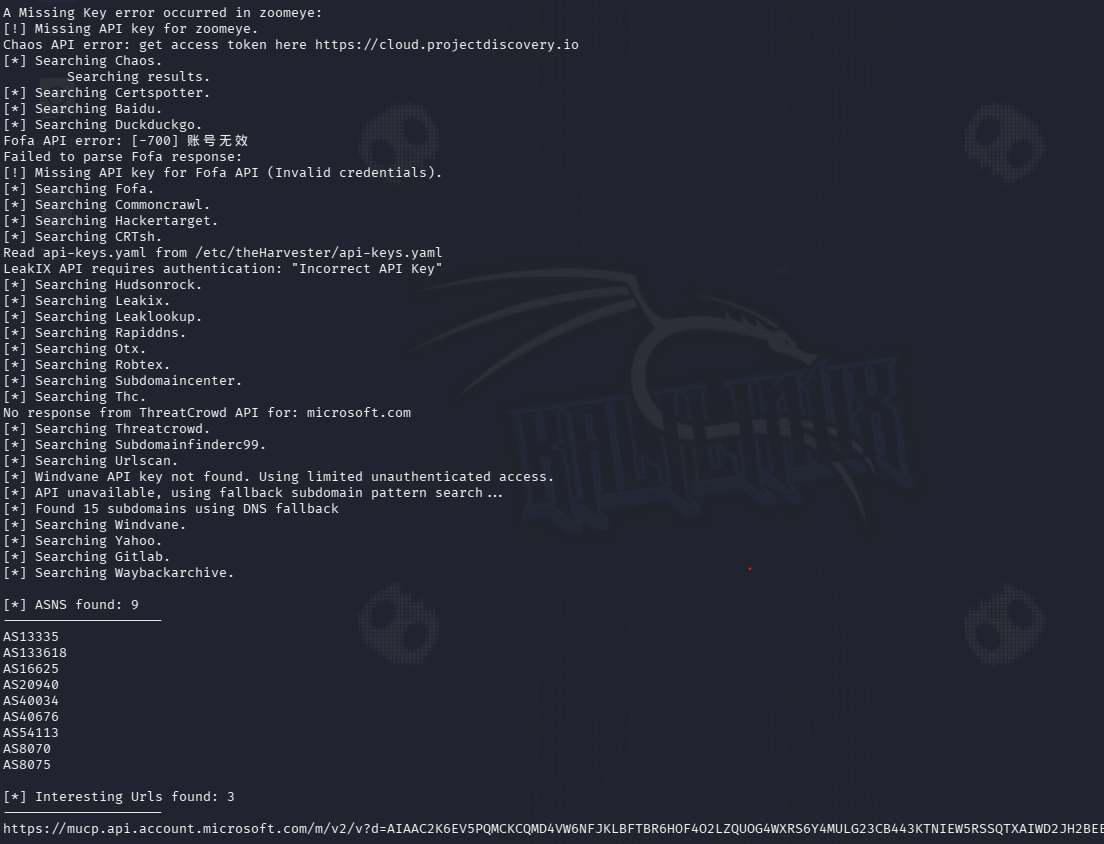 A Missing Key error occurred in zoomeye:
[!] Missing API key for zoomeye.
Chaos API error: get access token here https://cloud.projectdiscovery.io
[*] Searching Chaos.
        Searching results.
[*] Searching Certspotter.
[*] Searching Baidu.
[*] Searching Duckduckgo.
Fofa API error: [-700] 账号无效
Failed to parse Fofa response:
[!] Missing API key for Fofa API (Invalid credentials).
[*] Searching Fofa.
[*] Searching Commoncrawl.
[*] Searching Hackertarget.
[*] Searching CRTsh.
Read api-keys.yaml from /etc/theHarvester/api-keys.yaml
LeakIX API requires authentication: "Incorrect API Key"
[*] Searching Hudsonrock.
[*] Searching Leakix.
[*] Searching Leaklookup.
[*] Searching Rapiddns.
[*] Searching Otx.
[*] Searching Robtex.
[*] Searching Subdomaincenter.
[*] Searching Thc.
No response from ThreatCrowd API for: microsoft.com
[*] Searching Threatcrowd.
[*] Searching Subdomainfinderc99.
[*] Searching Urlscan.
[*] Windvane API key not found. Using limited unauthenticated access.
[*] API unavailable, using fallback subdomain pattern search...
[*] Found 15 subdomains using DNS fallback
[*] Searching Windvane.
[*] Searching Yahoo.
[*] Searching Gitlab.
[*] Searching Waybackarchive.
[*] ASNS found: 9
--------------------
AS13335
AS133618
AS16625
AS20940
AS40034
AS40676
AS54113
AS8070
AS8075
[*] Interesting Urls found: 3
--------------------
https://mucp.api.account.microsoft.com/m/v2/v?d=AIAAC2K6EV5PQMCKCQMD4VW6NFJKLBFTBR6HOF4O2LZQUOG4WXRS6Y4MULG23CB443KTNIEW5RSSQTXAIWD2JH2BEE
KALI LINUX